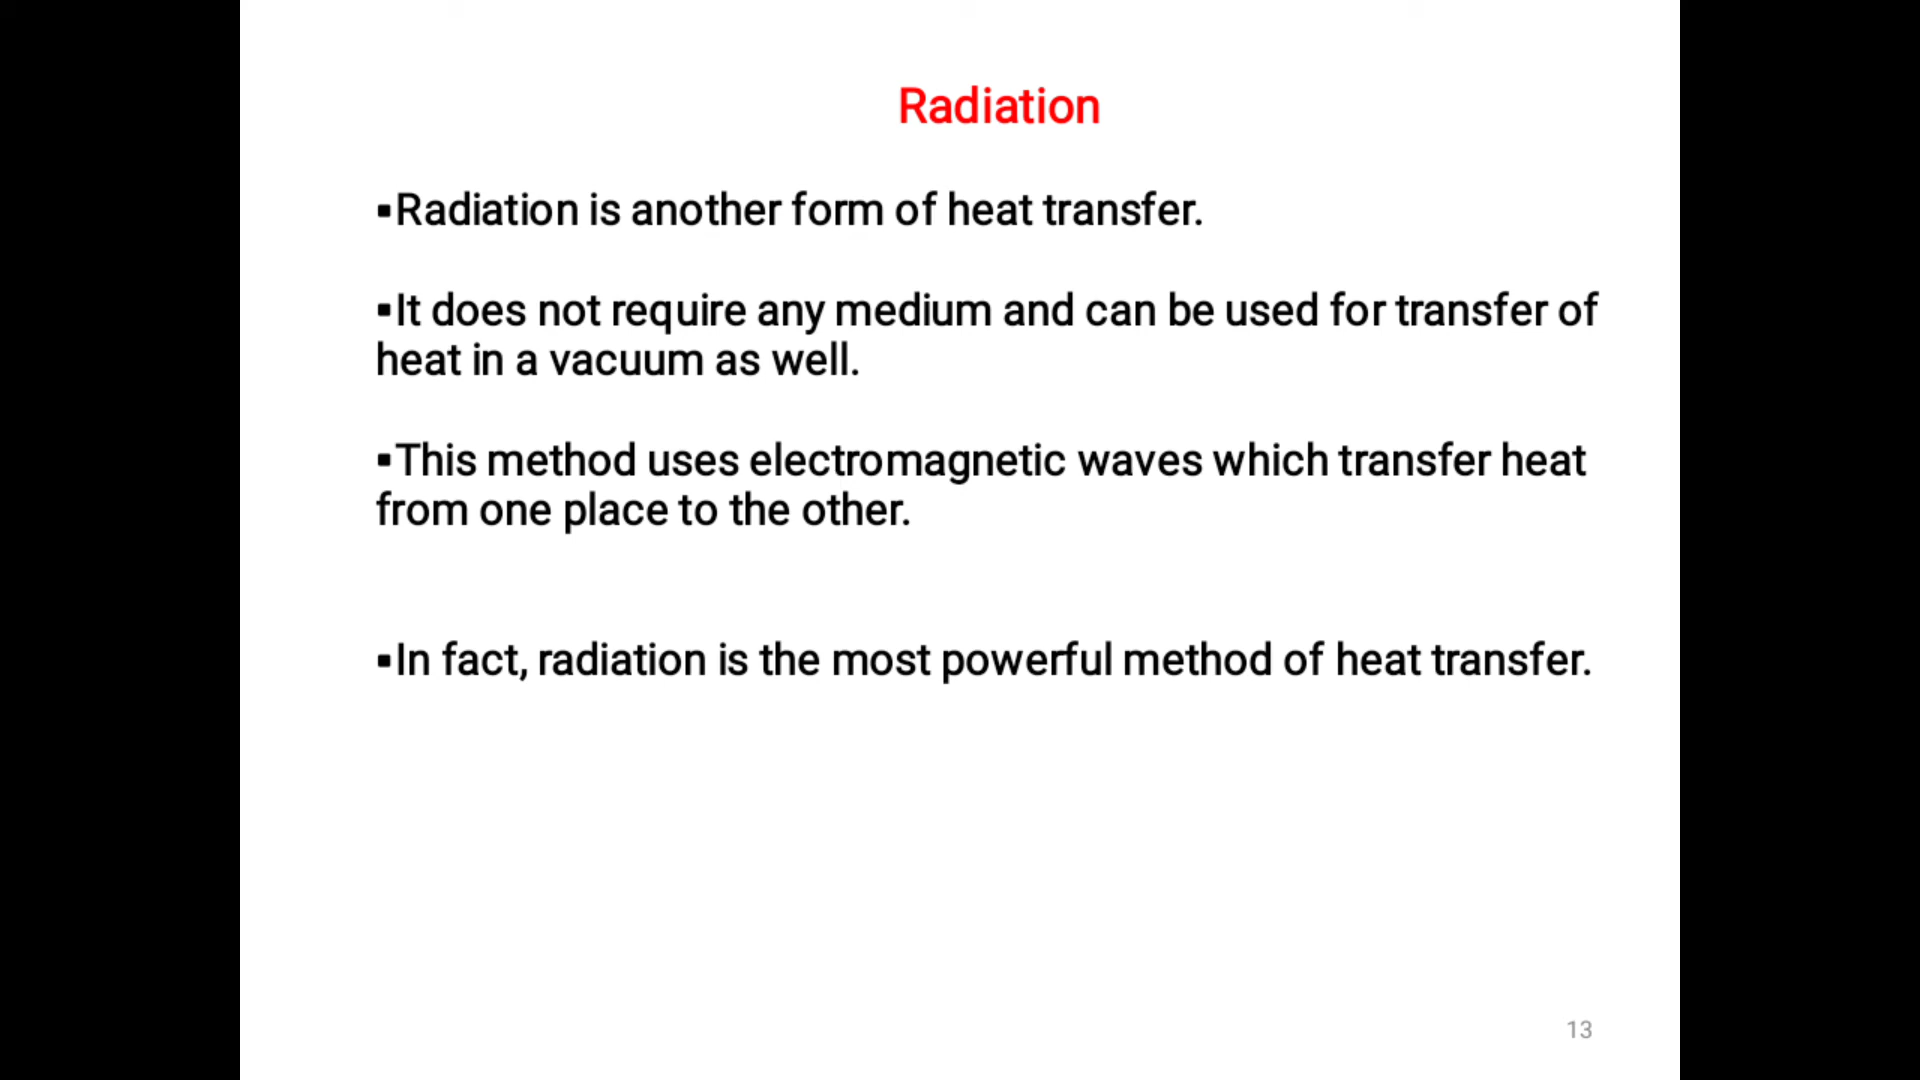 Radiation
▪Radiation is another form of heat transfer.
▪It does not require any medium and can be used for transfer of
heat in a vacuum as well.
▪This method uses electromagnetic waves which transfer heat
from one place to the other.
▪In fact, radiation is the most powerful method of heat transfer.
13